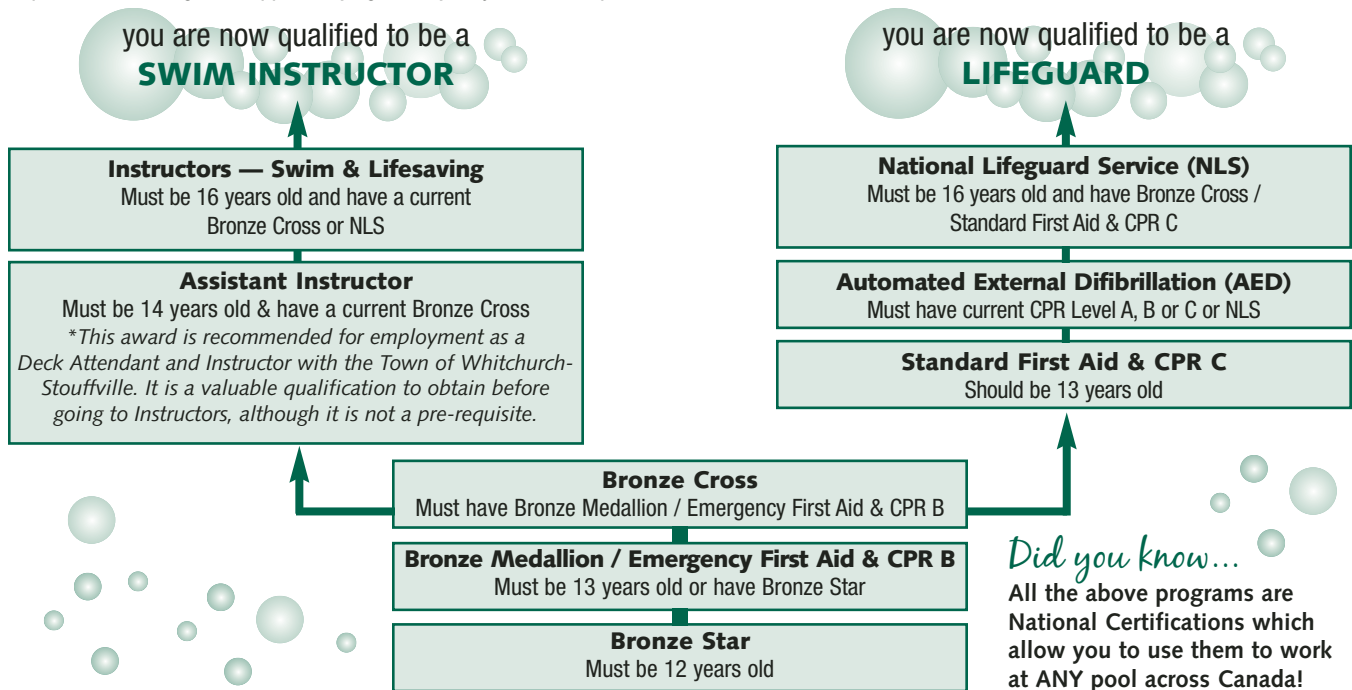 you are now qualified to be a
SWIM INSTRUCTOR
Instructors — Swim & Lifesaving
Must be 16 years old and have a current
Bronze Cross or NLS
Assistant Instructor
Must be 14 years old & have a current Bronze Cross
*This award is recommended for employment as a
Deck Attendant and Instructor with the Town of Whitchurch-
Stouffville. It is a valuable qualification to obtain before
going to Instructors, although it is not a pre-requisite.
you are now qualified to be a
LIFEGUARD
National Lifeguard Service (NLS)
Must be 16 years old and have Bronze Cross /
Standard First Aid & CPR C
Automated External Difibrillation (AED)
Must have current CPR Level A, B or C or NLS
Standard First Aid & CPR C
Should be 13 years old
Bronze Cross
Must have Bronze Medallion / Emergency First Aid & CPR B
Bronze Medallion / Emergency First Aid & CPR B
Must be 13 years old or have Bronze Star
Bronze Star
Must be 12 years old
Did you know...
All the above programs are
National Certifications which
allow you to use them to work
at ANY pool across Canada!